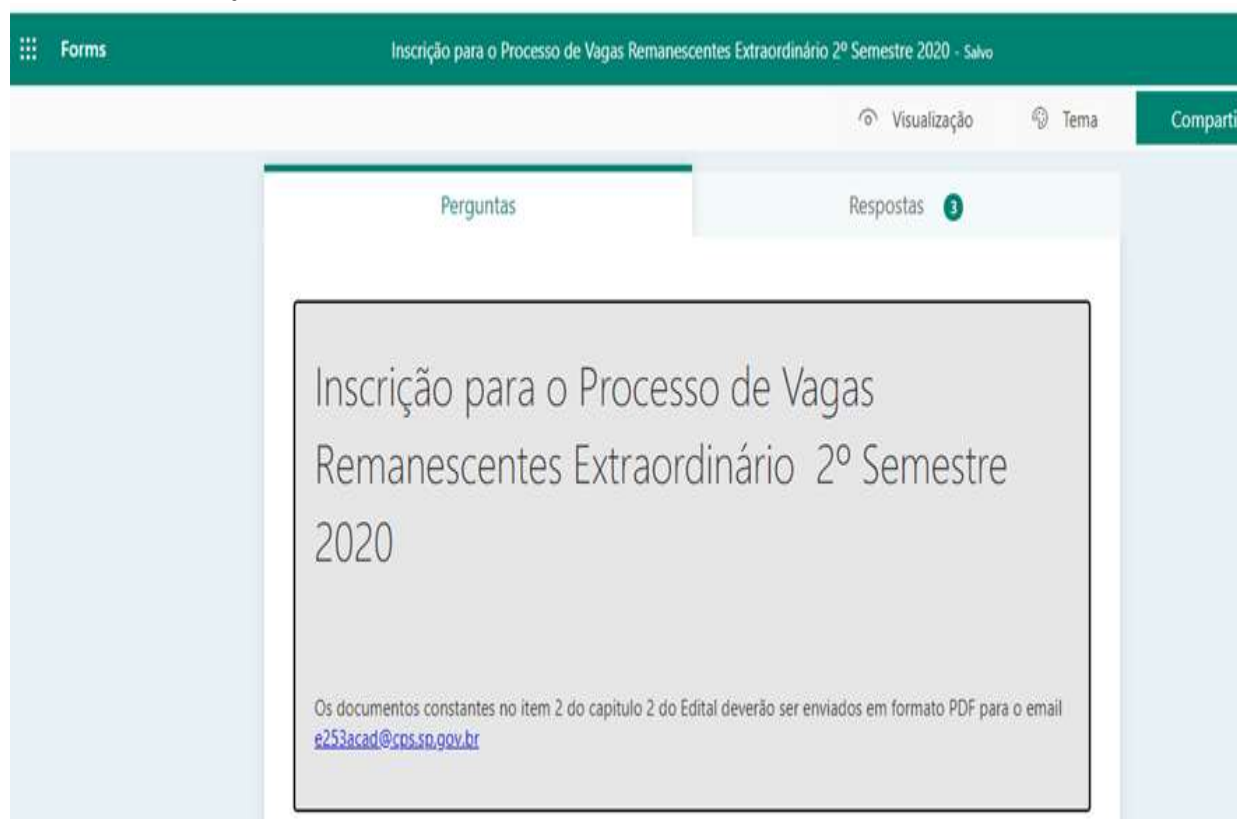 Forms
Inscrição para o Processo de Vagas Remanescentes Extraordinário 2º Semestre 2020 - Salvo
Visualização
Tema
Comparti
Perguntas
Respostas 3
Inscrição para o Processo de Vagas
Remanescentes Extraordinário 2º Semestre
2020
Os documentos constantes no item 2 do capitulo 2 do Edital deverão ser enviados em formato PDF para o email
e253acad@cps.sp.gov.br